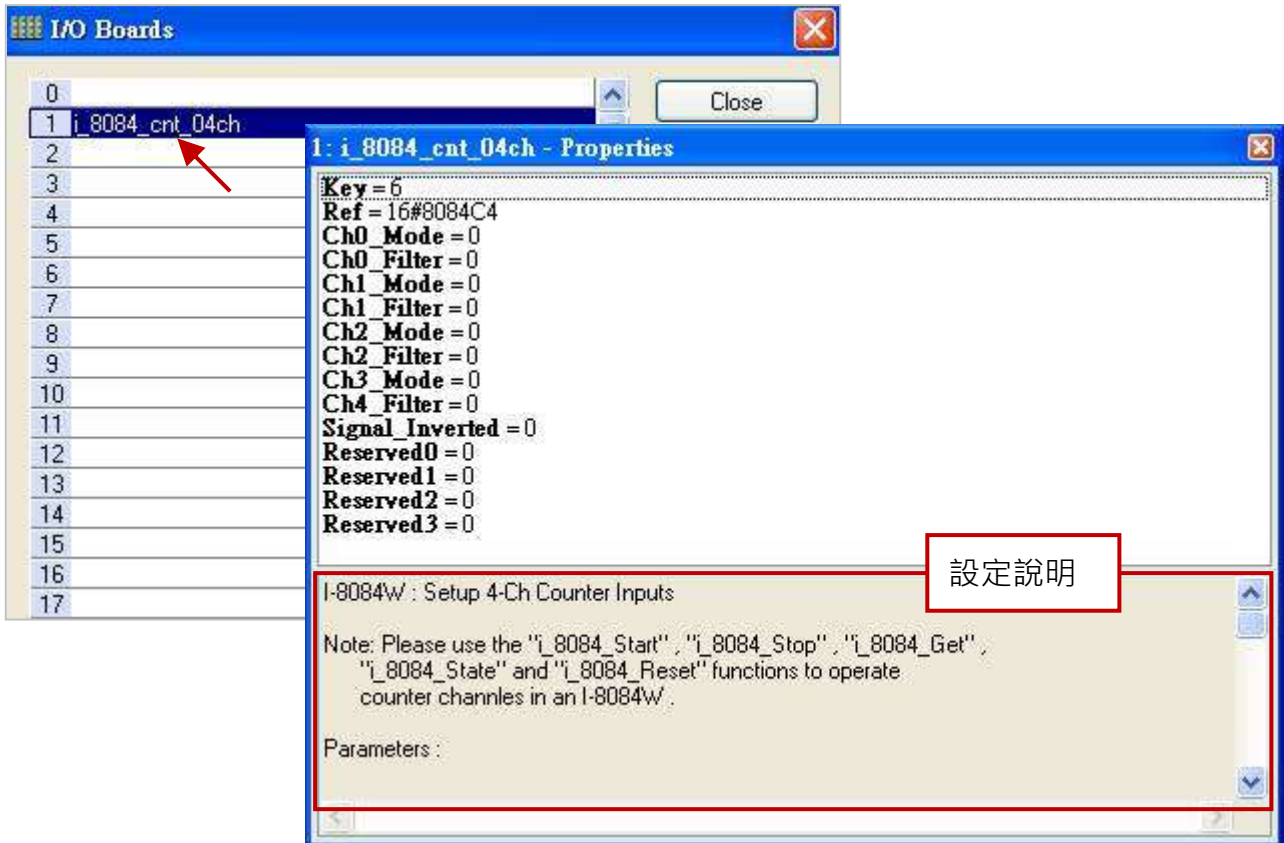 I/O Boards
0
1 i_8084_cnt_04ch
2
3
4
5
6
7
8
9
10
11
12
13
14
15
16
17
Close
1: i_8084_cnt_04ch - Properties
Key = 6
Ref = 16#8084C4
Ch0_Mode = 0
Ch0_Filter = 0
Ch1_Mode = 0
Ch1_Filter = 0
Ch2_Mode = 0
Ch2_Filter = 0
Ch3_Mode = 0
Ch4_Filter = 0
Signal_Inverted = 0
Reserved0 = 0
Reserved1 = 0
Reserved2 = 0
Reserved3 = 0
設定說明
I-8084W : Setup 4-Ch Counter Inputs
Note: Please use the "i_8084_Start" , "i_8084_Stop" , "i_8084_Get" ,
"i_8084_State" and "i_8084_Reset" functions to operate
counter channles in an I-8084W .
Parameters :